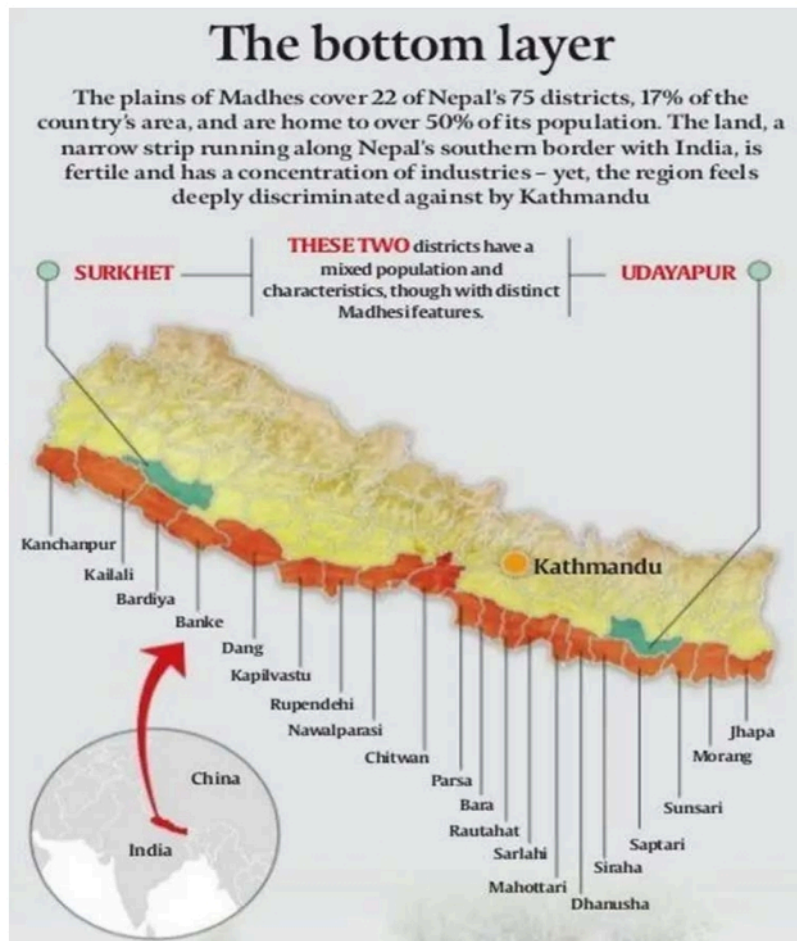 The bottom layer
The plains of Madhes cover 22 of Nepal's 75 districts, 17% of the
country's area, and are home to over 50% of its population. The land, a
narrow strip running along Nepal's southern border with India, is
fertile and has a concentration of industries – yet, the region feels
deeply discriminated against by Kathmandu
SURKHET
THESE TWO districts have a
mixed population and
characteristics, though with distinct
Madhesi features.
UDAYAPUR
Kathmandu
Kanchanpur
Kailali
Bardiya
Banke
Dang
Kapilvastu
Rupendehi
Nawalparasi
Chitwan
Parsa
Bara
Rautahat
Sarlahi
Mahottari
Dhanusha
Siraha
Saptari
Sunsari
Morang
Jhapa
China
India